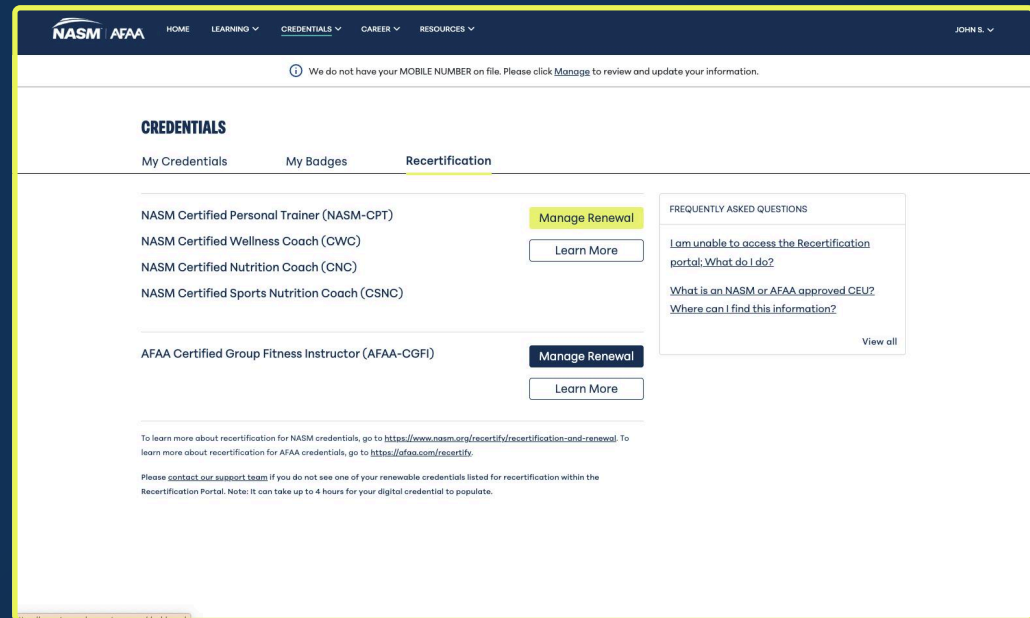 NASM AFAA
HOME
LEARNING
CREDENTIALS
CAREER
RESOURCES
JOHN S.
We do not have your MOBILE NUMBER on file. Please click Manage to review and update your information.
CREDENTIALS
My Credentials
My Badges
Recertification
NASM Certified Personal Trainer (NASM-CPT)
NASM Certified Wellness Coach (CWC)
NASM Certified Nutrition Coach (CNC)
NASM Certified Sports Nutrition Coach (CSNC)
Manage Renewal
Learn More
AFAA Certified Group Fitness Instructor (AFAA-CGFI)
Manage Renewal
Learn More
To learn more about recertification for NASM credentials, go to https://www.nasm.org/recertify/recertification-and-renewal. To
learn more about recertification for AFAA credentials, go to https://afaa.com/recertify.
Please contact our support team if you do not see one of your renewable credentials listed for recertification within the
Recertification Portal. Note: It can take up to 4 hours for your digital credential to populate.
FREQUENTLY ASKED QUESTIONS
I am unable to access the Recertification
portal; What do I do?
What is an NASM or AFAA approved CEU?
Where can I find this information?
View all